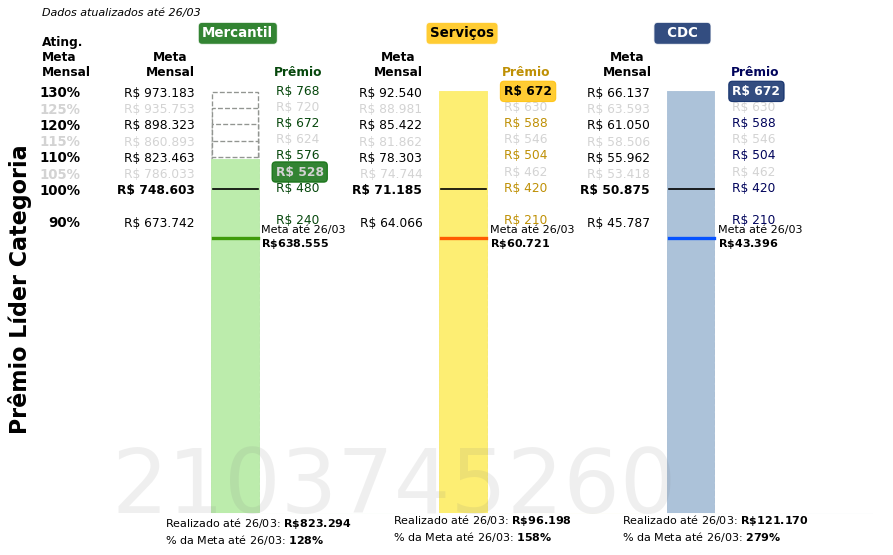 Dados atualizados até 26/03
Mercantil Serviços CDC
Ating. Meta Mensal Meta Mensal Prêmio Meta Mensal Prêmio Meta Mensal Prêmio
130% R$ 973.183 R$ 768 R$ 92.540 R$ 672 R$ 66.137 R$ 672
125% R$ 935.753 R$ 720 R$ 88.981 R$ 630 R$ 63.593 R$ 630
120% R$ 898.323 R$ 672 R$ 85.422 R$ 588 R$ 61.050 R$ 588
115% R$ 860.893 R$ 624 R$ 81.862 R$ 546 R$ 58.506 R$ 546
110% R$ 823.463 R$ 576 R$ 78.303 R$ 504 R$ 55.962 R$ 504
105% R$ 786.033 R$ 528 R$ 74.744 R$ 462 R$ 53.418 R$ 462
100% R$ 748.603 R$ 480 R$ 71.185 R$ 420 R$ 50.875 R$ 420
90% R$ 673.742 R$ 240 R$ 64.066 R$ 210 R$ 45.787 R$ 210
Meta até 26/03 Meta até 26/03 Meta até 26/03
R$638.555 R$60.721 R$43.396
Prêmio Líder Categoria
2103745260
Realizado até 26/03: R$823.294 Realizado até 26/03: R$96.198 Realizado até 26/03: R$121.170
% da Meta até 26/03: 128% % da Meta até 26/03: 158% % da Meta até 26/03: 279%